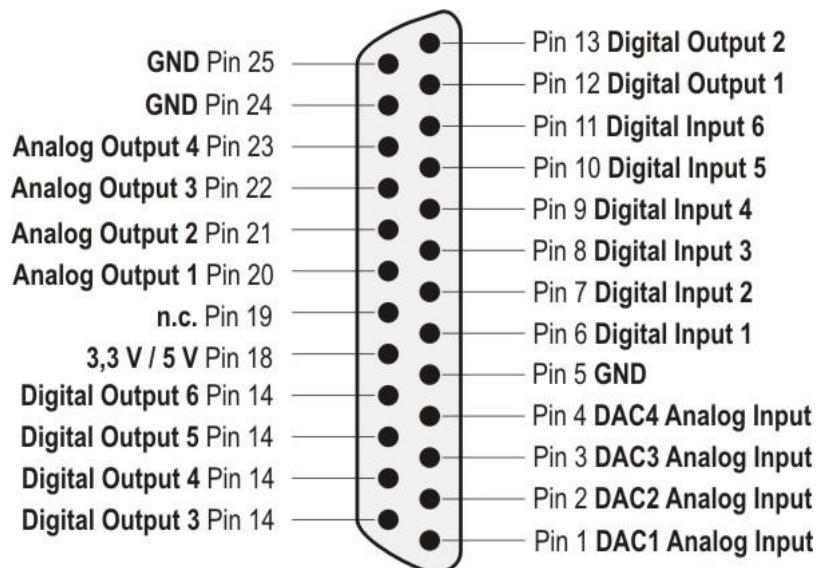 GND Pin 25
GND Pin 24
Analog Output 4 Pin 23
Analog Output 3 Pin 22
Analog Output 2 Pin 21
Analog Output 1 Pin 20
n.c. Pin 19
3,3 V / 5 V Pin 18
Digital Output 6 Pin 14
Digital Output 5 Pin 14
Digital Output 4 Pin 14
Digital Output 3 Pin 14
Pin 13 Digital Output 2
Pin 12 Digital Output 1
Pin 11 Digital Input 6
Pin 10 Digital Input 5
Pin 9 Digital Input 4
Pin 8 Digital Input 3
Pin 7 Digital Input 2
Pin 6 Digital Input 1
Pin 5 GND
Pin 4 DAC4 Analog Input
Pin 3 DAC3 Analog Input
Pin 2 DAC2 Analog Input
Pin 1 DAC1 Analog Input